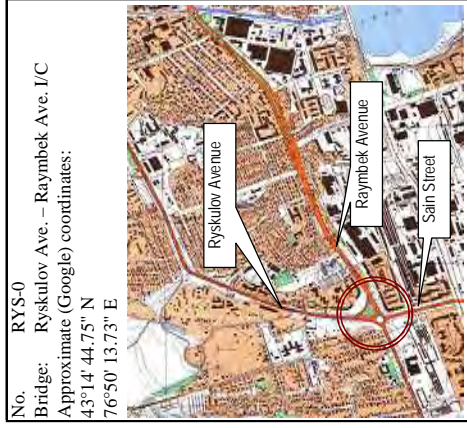 No. RYS-0
Bridge: Ryskulov Ave. – Raymbek Ave. I/C
Approximate (Google) coordinates:
43°14' 44.75" N
76°50' 13.73" E
Ryskulov Avenue
Raymbek Avenue
Sain Street